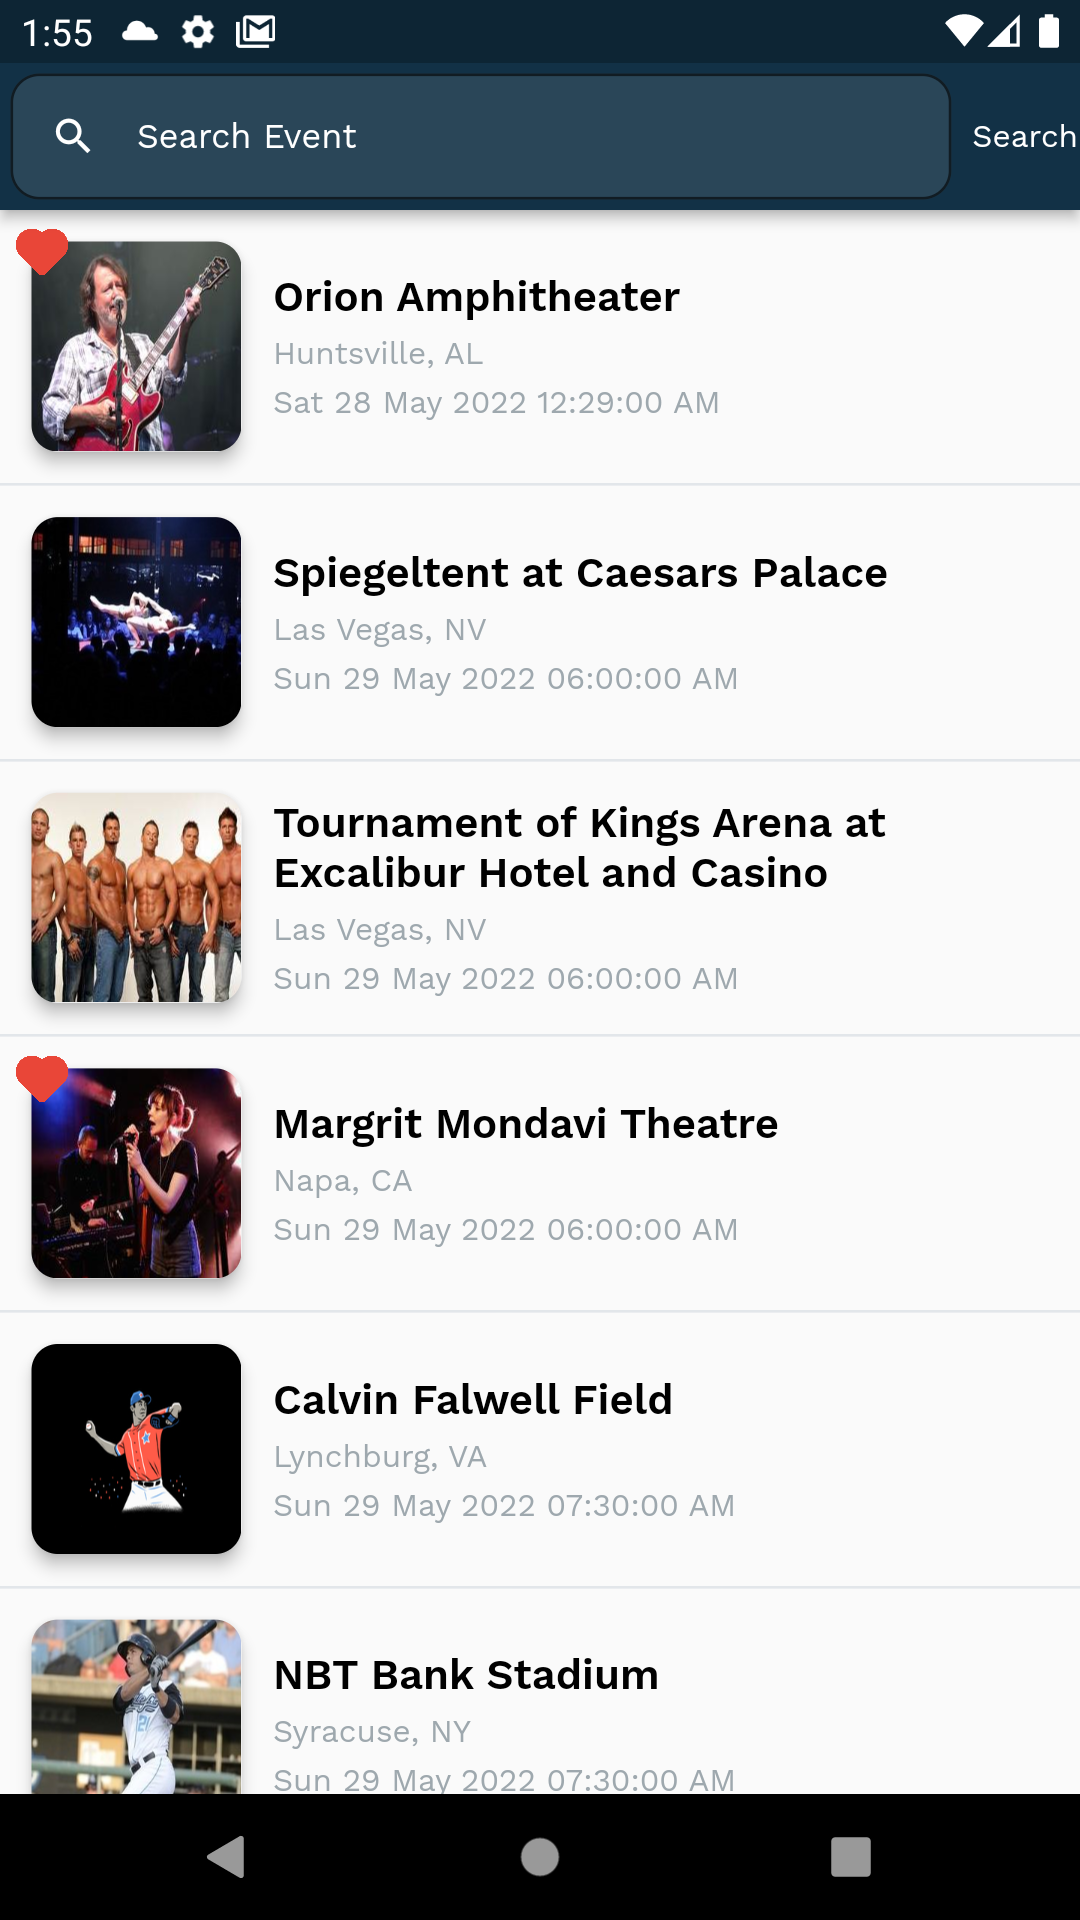 1:55
Search Event
Search
Orion Amphitheater
Huntsville, AL
Sat 28 May 2022 12:29:00 AM
Spiegeltent at Caesars Palace
Las Vegas, NV
Sun 29 May 2022 06:00:00 AM
Tournament of Kings Arena at
Excalibur Hotel and Casino
Las Vegas, NV
Sun 29 May 2022 06:00:00 AM
Margrit Mondavi Theatre
Napa, CA
Sun 29 May 2022 06:00:00 AM
Calvin Falwell Field
Lynchburg, VA
Sun 29 May 2022 07:30:00 AM
NBT Bank Stadium
Syracuse, NY
Sun 29 May 2022 07:30:00 AM